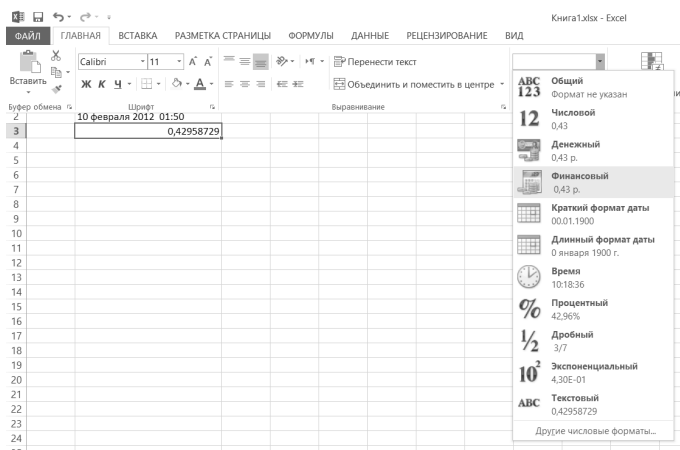 Книга1.xlsx - Excel
ФАЙЛ ГЛАВНАЯ ВСТАВКА РАЗМЕТКА СТРАНИЦЫ ФОРМУЛЫ ДАННЫЕ РЕЦЕНЗИРОВАНИЕ ВИД
Calibri 11 A A Перенести текст
Вставить
Ж К Ч А Объединить и поместить в центре
Буфер обмена Шрифт Выравнивание
2 10 февраля 2012 01:50
3 0,42958729
4
5
6
7
8
9
10
11
12
13
14
15
16
17
18
19
20
21
22
23
24
ABC 123 Общий
Формат не указан
12 Числовой
0,43
Денежный
0,43 р.
Финансовый
0,43 р.
Краткий формат даты
00.01.1900
Длинный формат даты
0 января 1900 г.
Время
10:18:36
% Процентный
42,96%
½ Дробный
3/7
10² Экспоненциальный
4,30E-01
ABC Текстовый
0,42958729
Другие числовые форматы...